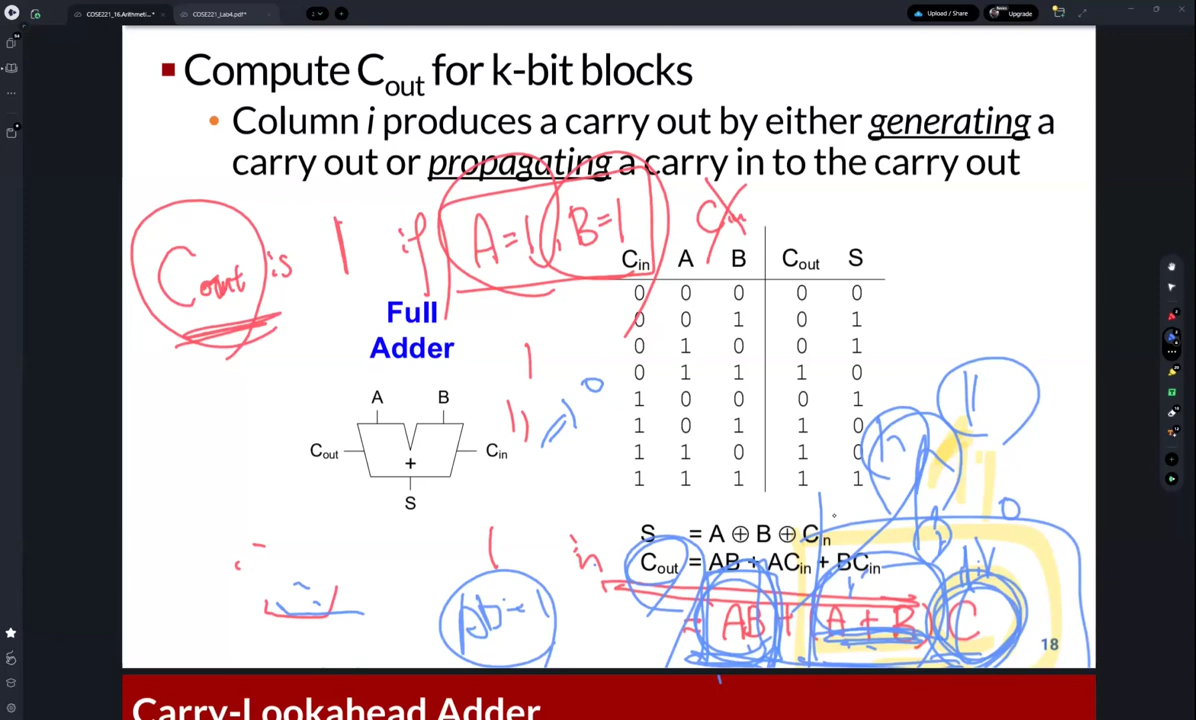 COSE221_16.Arithmeti...*
COSE221_Lab4.pdf*
2
Upload / Share
Upgrade
■ Compute Cout for k-bit blocks
• Column i produces a carry out by either generating a
carry out or propagating a carry in to the carry out
Cout is 1 if A=1, B=1 Cin
Cin A B Cout S
0 0 0 0 0
0 0 1 0 1
0 1 0 0 1
0 1 1 1 0
1 0 0 0 1
1 0 1 1 0
1 1 0 1 0
1 1 1 1 1
Full
Adder
A B
Cout + Cin
S
S = A ⊕ B ⊕ Cin
Cout = AB + ACin + BCin
= AB + (A + B) C
AB=1
18
Carry-Lookahead Adder